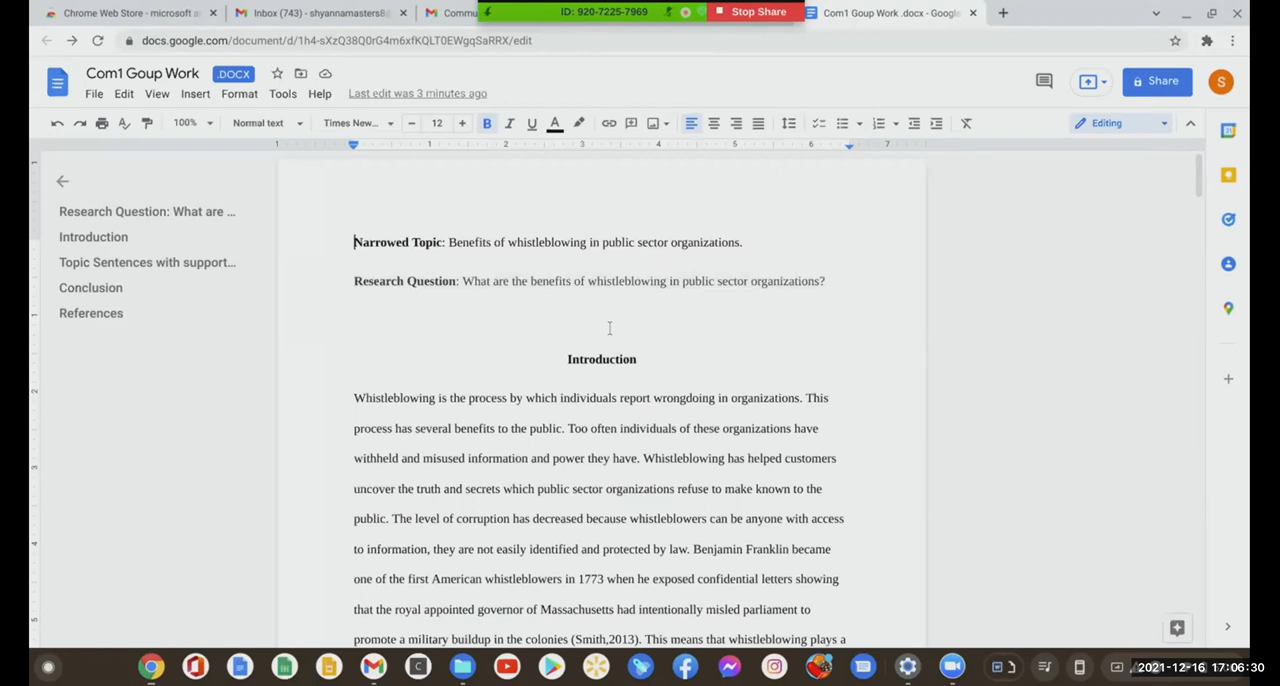 Chrome Web Store - microsoft a
Inbox (743) - shyannamasters8
Commu
ID: 920-7225-7969
Stop Share
Com1 Goup Work .docx - Google
docs.google.com/document/d/1h4-sXzQ38Q0rG4m6xfKQLT0EWgqSaRRX/edit
Com1 Goup Work
.DOCX
Share
S
File Edit View Insert Format Tools Help Last edit was 3 minutes ago
100% Normal text Times New... 12 B I U A Editing
1 1 2 3 4 5 6 7
Research Question: What are ...
Introduction
Topic Sentences with support...
Conclusion
References
Narrowed Topic: Benefits of whistleblowing in public sector organizations.
Research Question: What are the benefits of whistleblowing in public sector organizations?
Introduction
Whistleblowing is the process by which individuals report wrongdoing in organizations. This
process has several benefits to the public. Too often individuals of these organizations have
withheld and misused information and power they have. Whistleblowing has helped customers
uncover the truth and secrets which public sector organizations refuse to make known to the
public. The level of corruption has decreased because whistleblowers can be anyone with access
to information, they are not easily identified and protected by law. Benjamin Franklin became
one of the first American whistleblowers in 1773 when he exposed confidential letters showing
that the royal appointed governor of Massachusetts had intentionally misled parliament to
promote a military buildup in the colonies (Smith,2013). This means that whistleblowing plays a
2021-12-16 17:06:30